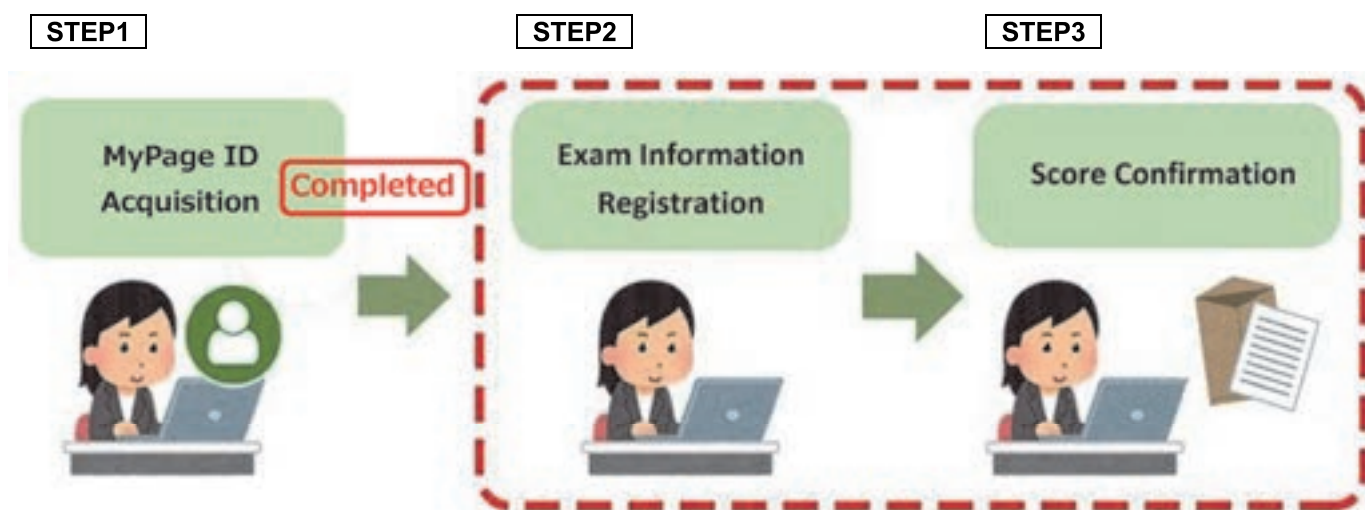 STEP1
STEP2
STEP3
MyPage ID
Acquisition
Completed
Exam Information
Registration
Score Confirmation